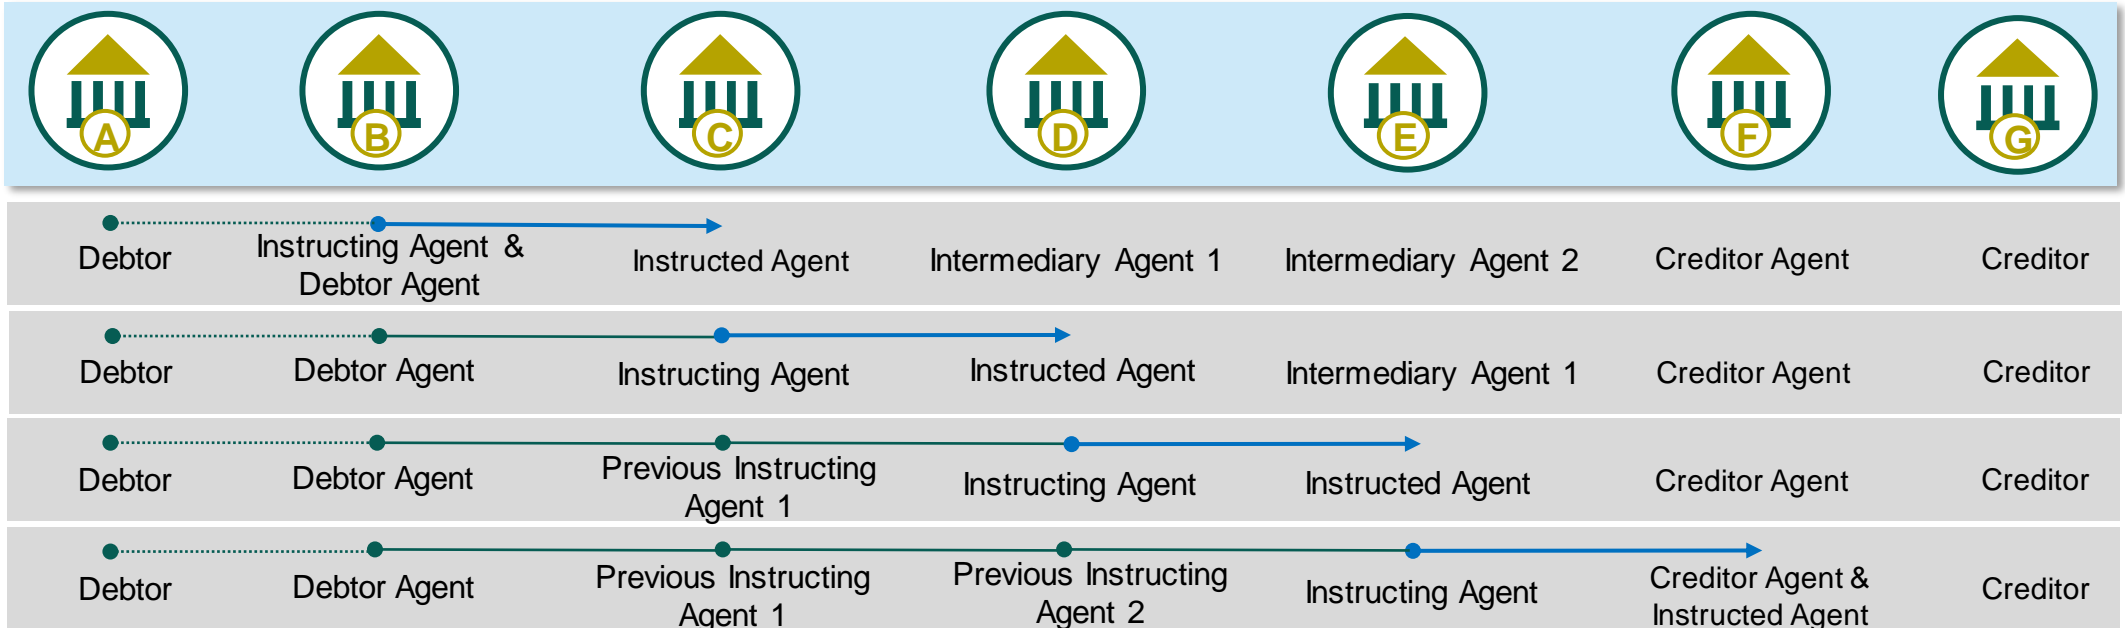 A
B
C
D
E
F
G
Debtor
Instructing Agent &
Debtor Agent
Instructed Agent
Intermediary Agent 1
Intermediary Agent 2
Creditor Agent
Creditor
Debtor
Debtor Agent
Instructing Agent
Instructed Agent
Intermediary Agent 1
Creditor Agent
Creditor
Debtor
Debtor Agent
Previous Instructing
Agent 1
Instructing Agent
Instructed Agent
Creditor Agent
Creditor
Debtor
Debtor Agent
Previous Instructing
Agent 1
Previous Instructing
Agent 2
Instructing Agent
Creditor Agent &
Instructed Agent
Creditor